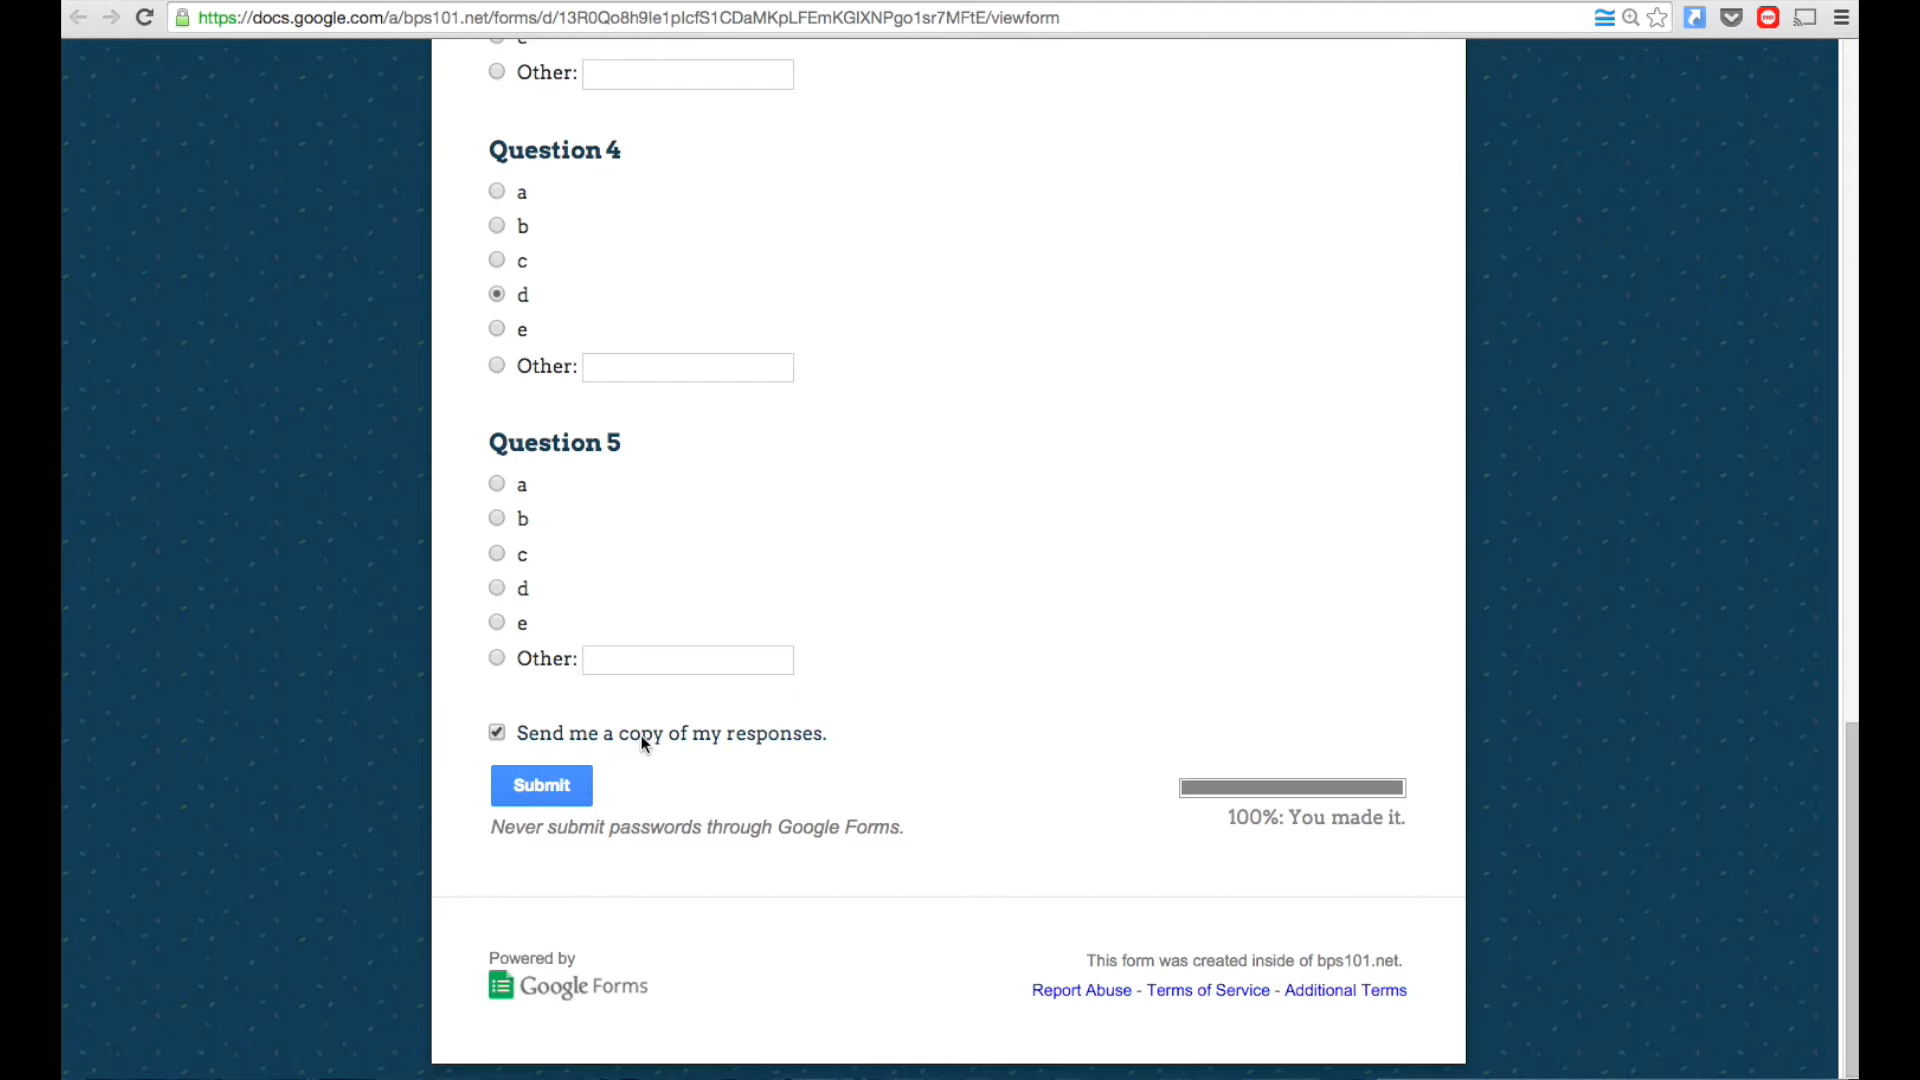 https://docs.google.com/a/bps101.net/forms/d/13R0Qo8h9Ie1pIcfS1CDaMKpLFEmKGIXNPgo1sr7MFtE/viewform
Other:
Question 4
a
b
c
d
e
Other:
Question 5
a
b
c
d
e
Other:
Send me a copy of my responses.
Submit
Never submit passwords through Google Forms.
100%: You made it.
Powered by
Google Forms
This form was created inside of bps101.net.
Report Abuse - Terms of Service - Additional Terms